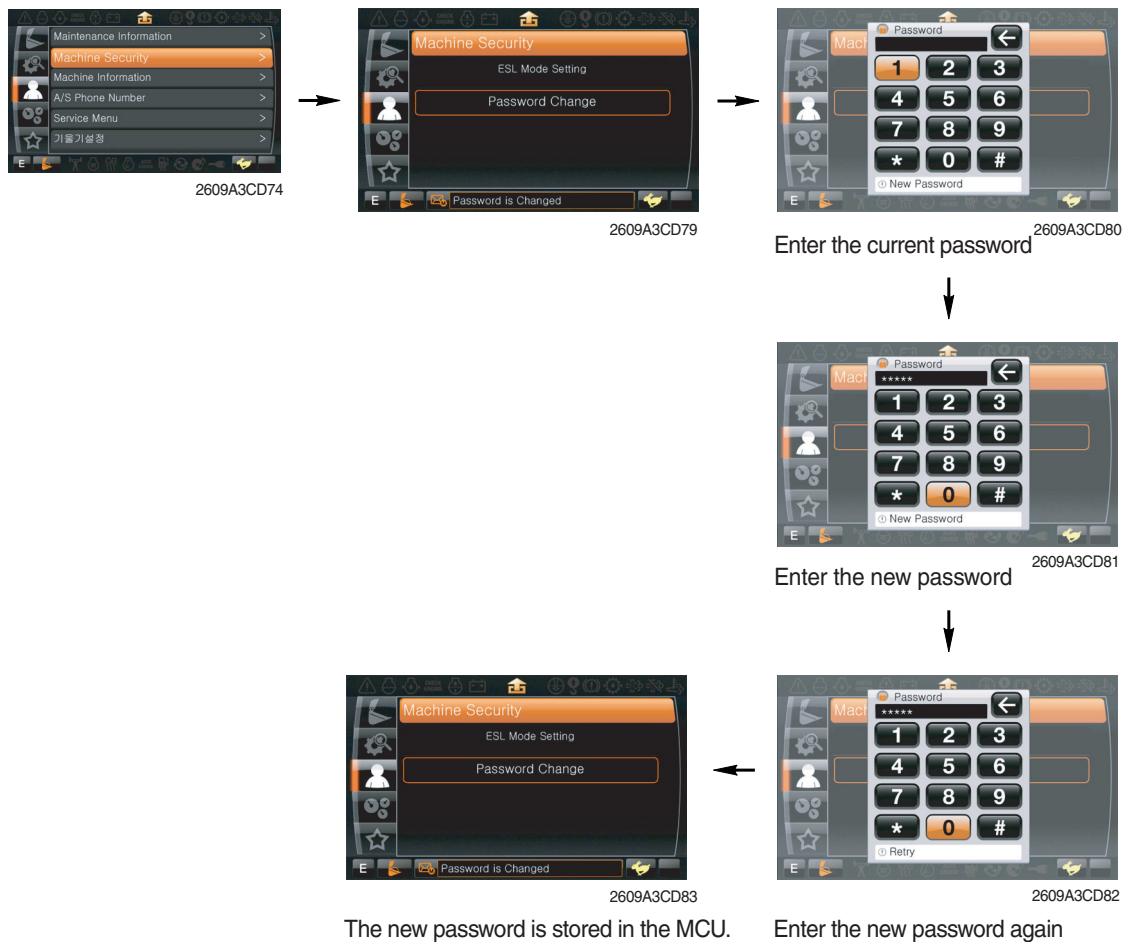 Maintenance Information >
Machine Security >
Machine Information >
A/S Phone Number >
Service Menu >
기울기설정 >
E
2609A3CD74
Machine Security
ESL Mode Setting
Password Change
E Password is Changed
2609A3CD79
Password
Mach
1 2 3
4 5 6
7 8 9
* 0 #
New Password
E
2609A3CD80
Enter the current password
Password
Mach
*****
1 2 3
4 5 6
7 8 9
* 0 #
New Password
E
2609A3CD81
Enter the new password
Password
Mach
*****
1 2 3
4 5 6
7 8 9
* 0 #
Retry
E
2609A3CD82
Enter the new password again
Machine Security
ESL Mode Setting
Password Change
E Password is Changed
2609A3CD83
The new password is stored in the MCU.